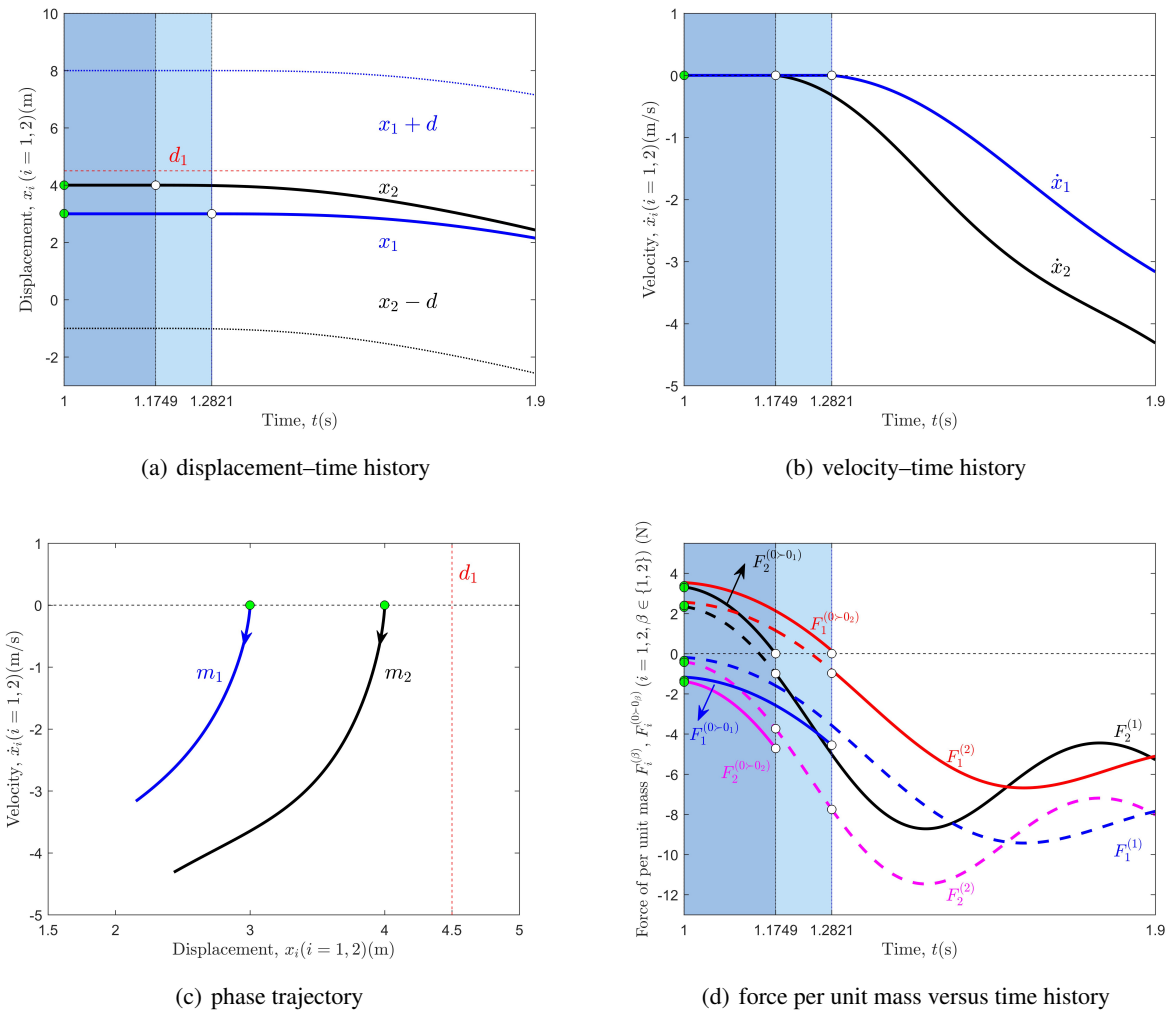 Displacement, x_i (i = 1, 2)(m)
10
8
6
4
2
0
-2
x_1 + d
d_1
x_2
x_1
x_2 − d
1
1.1749
1.2821
1.9
Time, t(s)
(a) displacement–time history
Velocity, ẋ_i(i = 1, 2)(m/s)
1
0
-1
-2
-3
-4
-5
ẋ_1
ẋ_2
1
1.1749
1.2821
1.9
Time, t(s)
(b) velocity–time history
Velocity, ẋ_i(i = 1, 2)(m/s)
1
0
-1
-2
-3
-4
-5
d_1
m_1
m_2
1.5
2
3
4
4.5
5
Displacement, x_i(i = 1, 2)(m)
(c) phase trajectory
Force of per unit mass F_i^{(β)}, F_i^{(0≻0_β)} (i = 1, 2, β ∈ {1, 2}) (N)
4
2
0
-2
-4
-6
-8
-10
-12
F_2^{(0≻0_1)}
F_1^{(0≻0_2)}
F_1^{(0≻0_1)}
F_2^{(0≻0_2)}
F_2^{(1)}
F_1^{(2)}
F_1^{(1)}
F_2^{(2)}
1
1.1749
1.2821
1.9
Time, t(s)
(d) force per unit mass versus time history